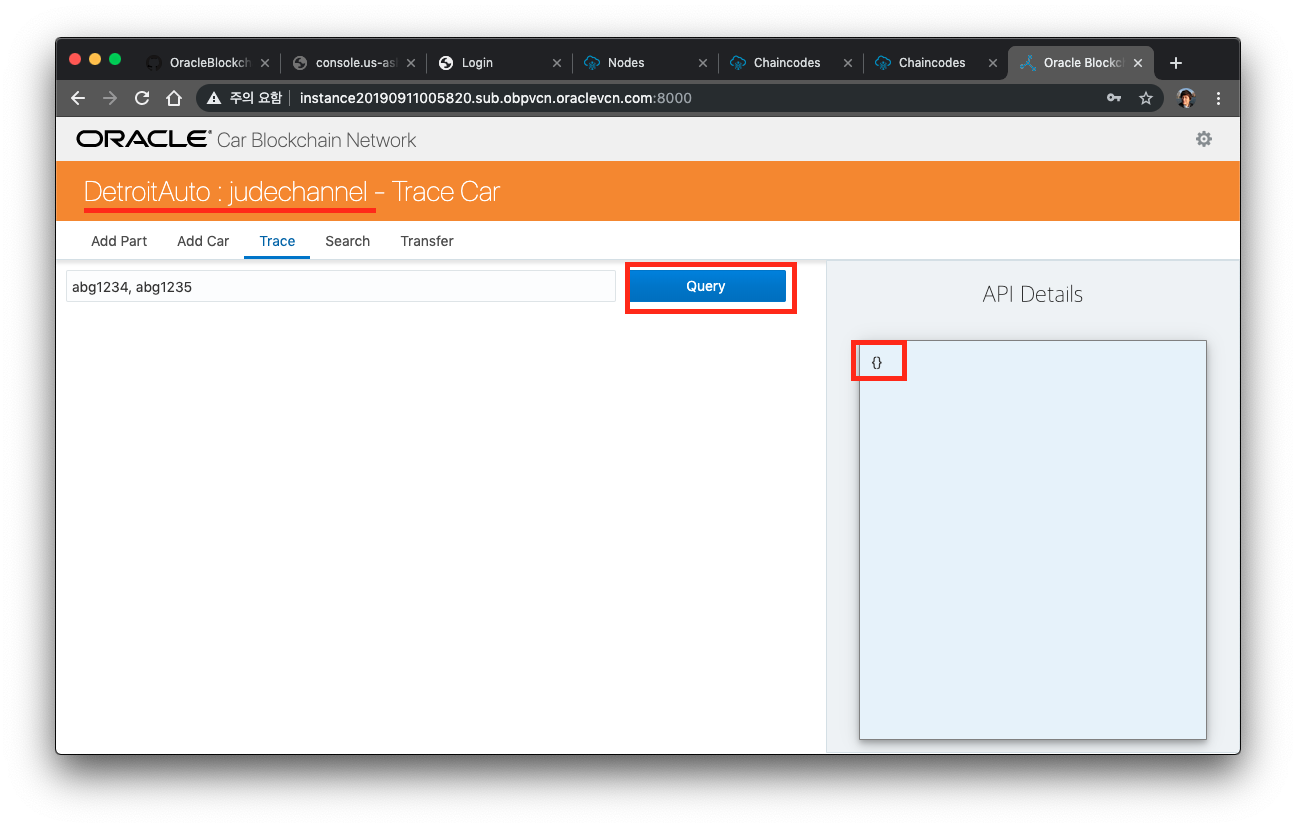 OracleBlockch
console.us-as
Login
Nodes
Chaincodes
Chaincodes
Oracle Blockc
주의 요함
instance20190911005820.sub.obpvcn.oraclevcn.com:8000
ORACLE® Car Blockchain Network
DetroitAuto : judechannel - Trace Car
Add Part
Add Car
Trace
Search
Transfer
abg1234, abg1235
Query
API Details
{}